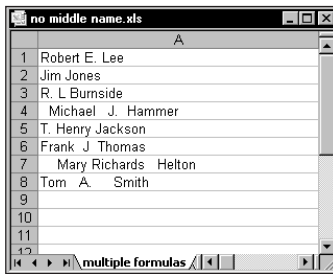 no middle name.xls
A
1 Robert E. Lee
2 Jim Jones
3 R. L Burnside
4 Michael J. Hammer
5 T. Henry Jackson
6 Frank J Thomas
7 Mary Richards Helton
8 Tom A. Smith
9
10
11
12
multiple formulas